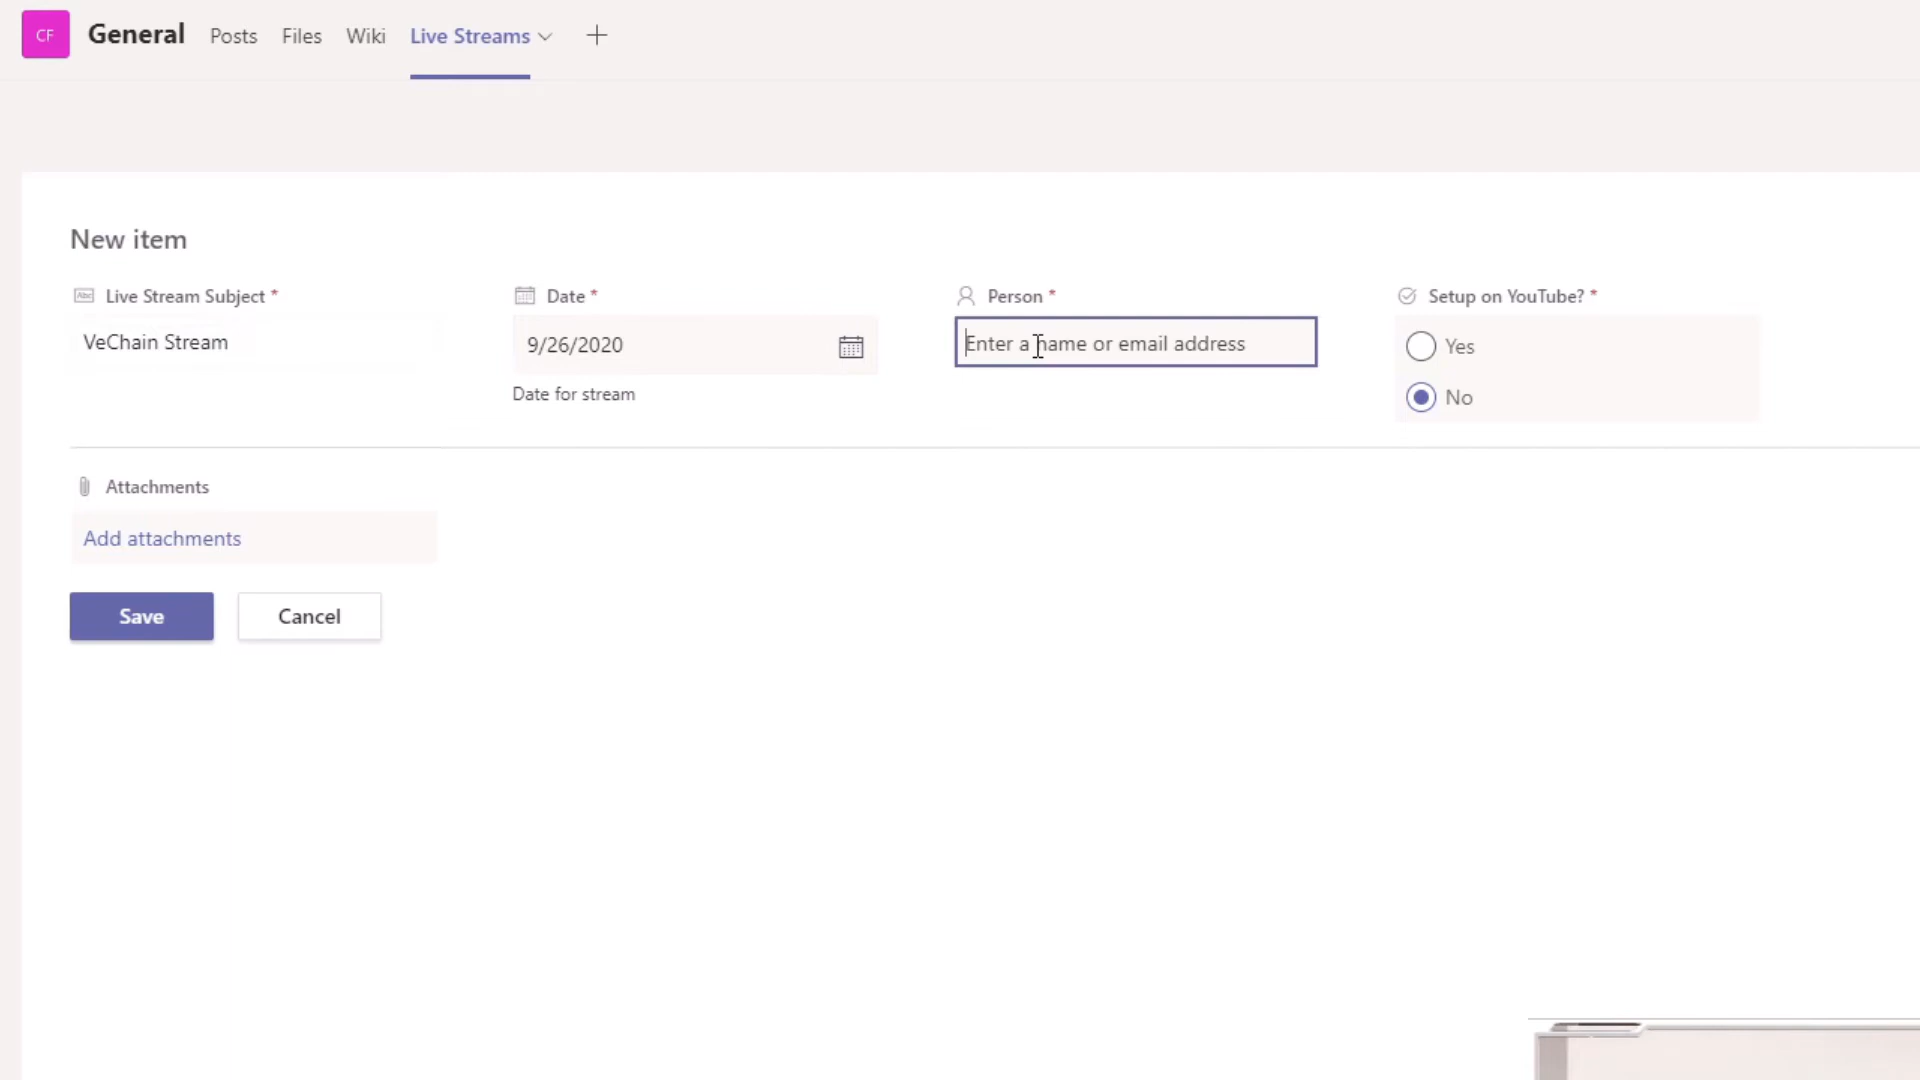 CF General Posts Files Wiki Live Streams
New item
Abc Live Stream Subject * Date * Person * Setup on YouTube? *
VeChain Stream 9/26/2020 Enter a name or email address Yes
Date for stream No
Attachments
Add attachments
Save Cancel